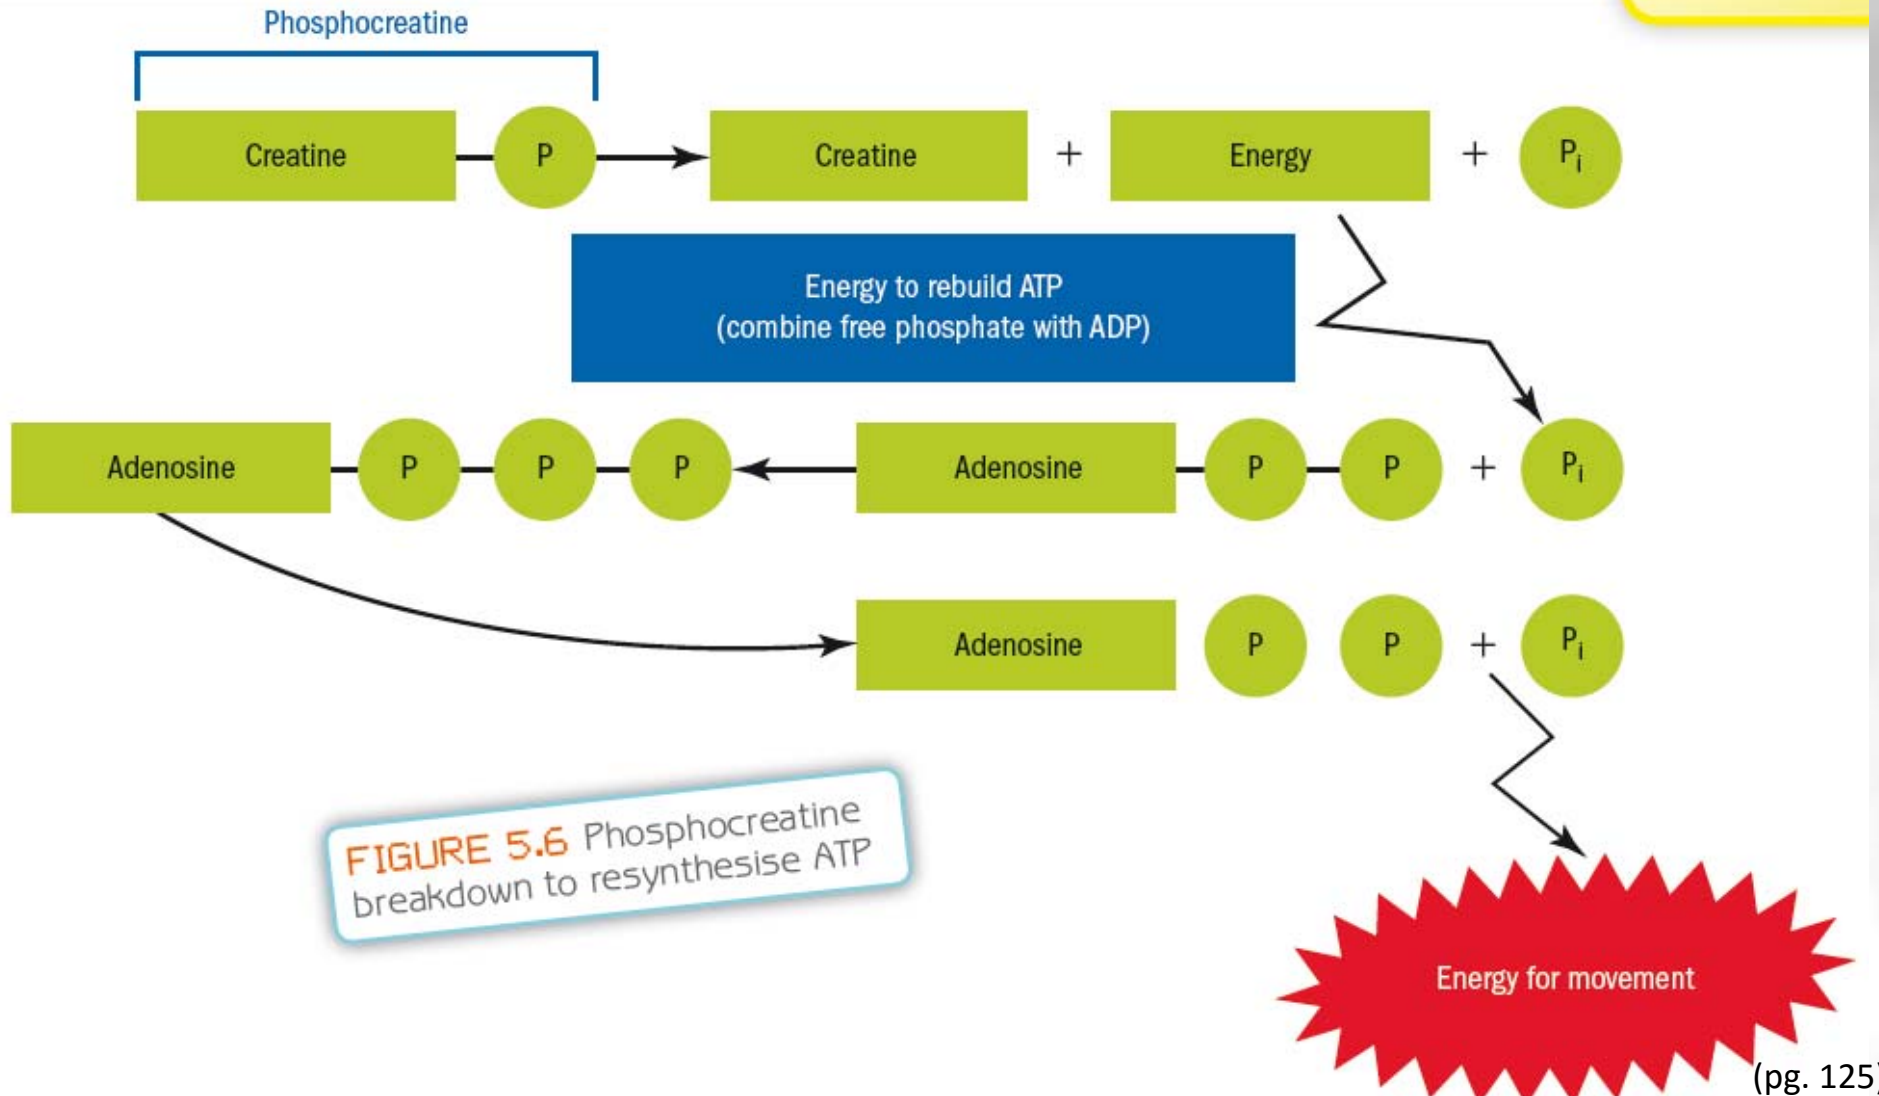 Phosphocreatine
Creatine P Creatine + Energy + Pi
Energy to rebuild ATP
(combine free phosphate with ADP)
Adenosine P P P Adenosine P P + Pi
Adenosine P P + Pi
FIGURE 5.6 Phosphocreatine
breakdown to resynthesise ATP
Energy for movement
(pg. 125)